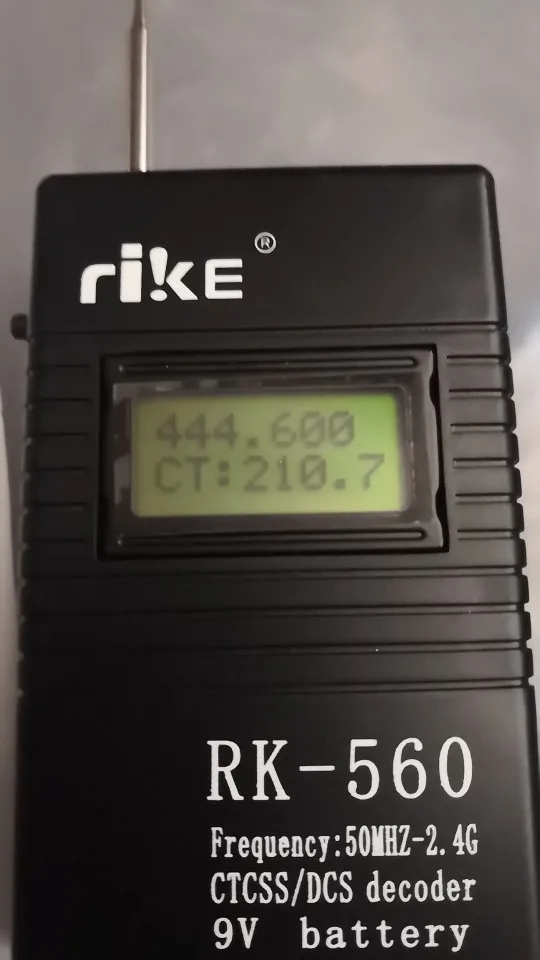 riKE ®
444.600
CT:210.7
RK-560
Frequency:50MHZ-2.4G
CTCSS/DCS decoder
9V battery